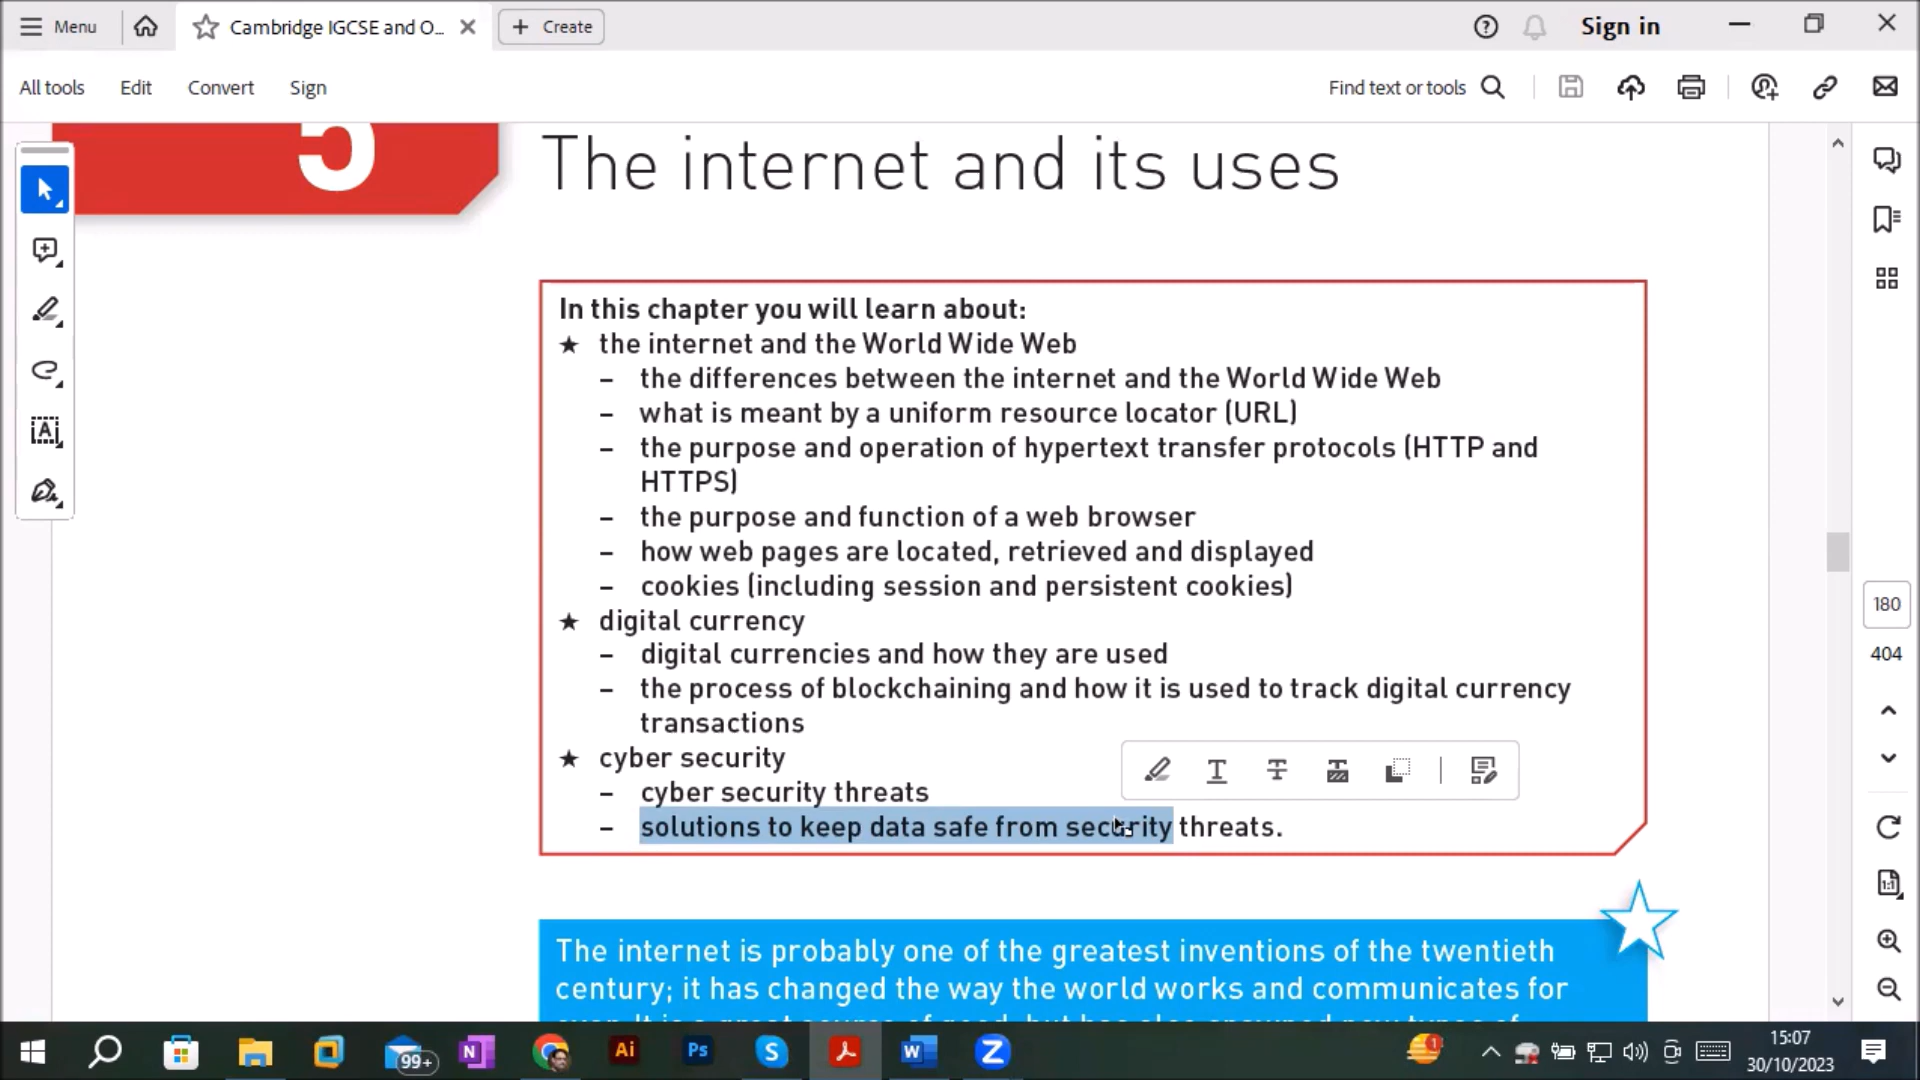 Menu
Cambridge IGCSE and O...
Create
Sign in
All tools
Edit
Convert
Sign
Find text or tools
5
The internet and its uses
In this chapter you will learn about:
★ the internet and the World Wide Web
– the differences between the internet and the World Wide Web
– what is meant by a uniform resource locator (URL)
– the purpose and operation of hypertext transfer protocols (HTTP and
HTTPS)
– the purpose and function of a web browser
– how web pages are located, retrieved and displayed
– cookies (including session and persistent cookies)
★ digital currency
– digital currencies and how they are used
– the process of blockchaining and how it is used to track digital currency
transactions
★ cyber security
– cyber security threats
– solutions to keep data safe from security threats.
180
404
The internet is probably one of the greatest inventions of the twentieth
century; it has changed the way the world works and communicates for
99+
N
Ai
Ps
S
W
Z
1
15:07
30/10/2023